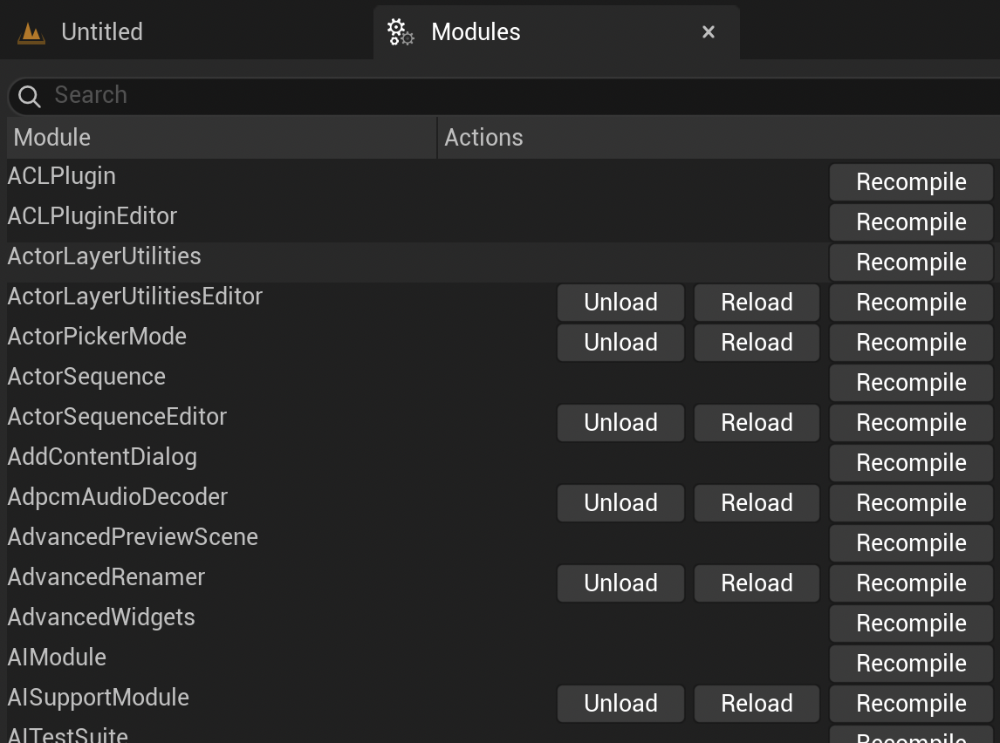 Untitled
Modules
Search
Module Actions
ACLPlugin Recompile
ACLPluginEditor Recompile
ActorLayerUtilities Recompile
ActorLayerUtilitiesEditor Unload Reload Recompile
ActorPickerMode Unload Reload Recompile
ActorSequence Recompile
ActorSequenceEditor Unload Reload Recompile
AddContentDialog Recompile
AdpcmAudioDecoder Unload Reload Recompile
AdvancedPreviewScene Recompile
AdvancedRenamer Unload Reload Recompile
AdvancedWidgets Recompile
AIModule Recompile
AISupportModule Unload Reload Recompile
AITestSuite Recompile